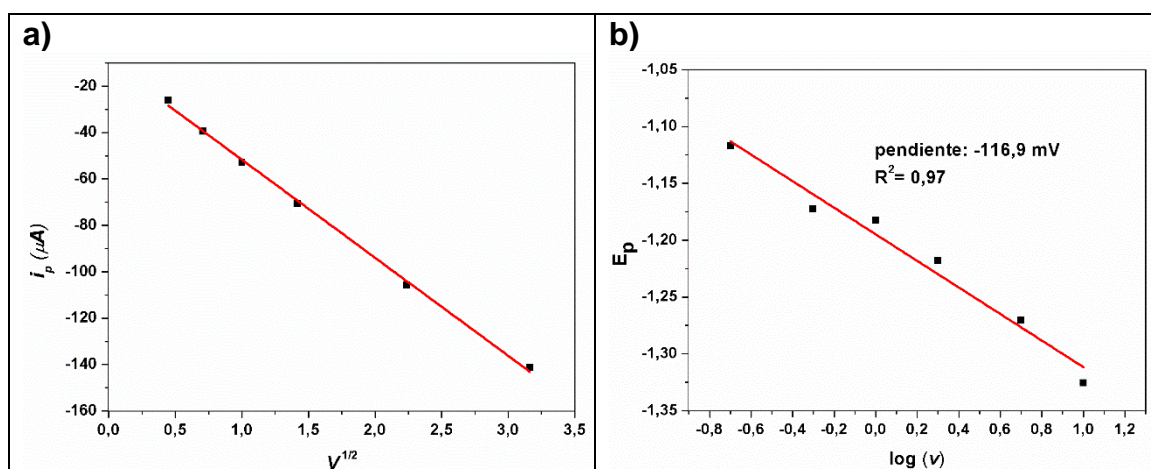 a)
-20
-40
-60
-80
-100
-120
-140
-160
i_p (μA)
0,0 0,5 1,0 1,5 2,0 2,5 3,0 3,5
V^1/2
b)
-1,05
-1,10
-1,15
-1,20
-1,25
-1,30
-1,35
E_p
pendiente: -116,9 mV
R^2= 0,97
-0,8 -0,6 -0,4 -0,2 0,0 0,2 0,4 0,6 0,8 1,0 1,2
log (v)